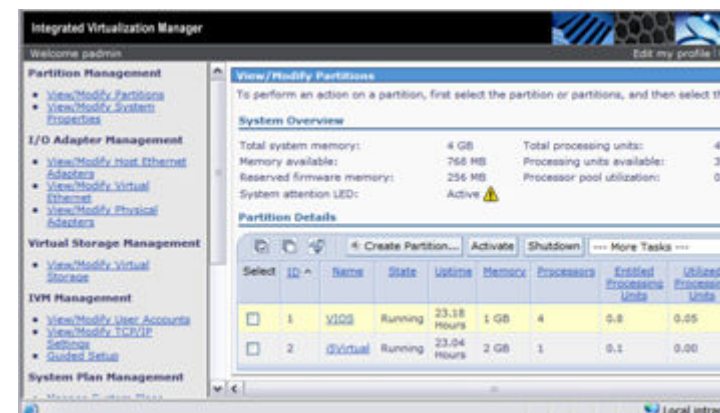 Integrated Virtualization Manager
Welcome padmin
Edit my profile
Partition Management
View/Modify Partitions
View/Modify System
Properties
I/O Adapter Management
View/Modify Host Ethernet
Adapters
View/Modify Virtual
Ethernet
View/Modify Physical
Adapters
Virtual Storage Management
View/Modify Virtual
Storage
IVM Management
View/Modify User Accounts
View/Modify TCP/IP
Settings
Guided Setup
System Plan Management
View/Modify Partitions
To perform an action on a partition, first select the partition or partitions, and then select th
System Overview
Total system memory: 4 GB Total processing units: 4
Memory available: 768 MB Processing units available: 3
Reserved firmware memory: 256 MB Processor pool utilization: 0
System attention LED: Active
Partition Details
Create Partition... Activate Shutdown --- More Tasks ---
Select ID Name State Uptime Memory Processors Entitled Processing Units Utilized Processin Units
1 VIOS Running 23.18 Hours 1 GB 4 0.8 0.05
2 i5Virtual Running 23.04 Hours 2 GB 1 0.1 0.00
Local intra